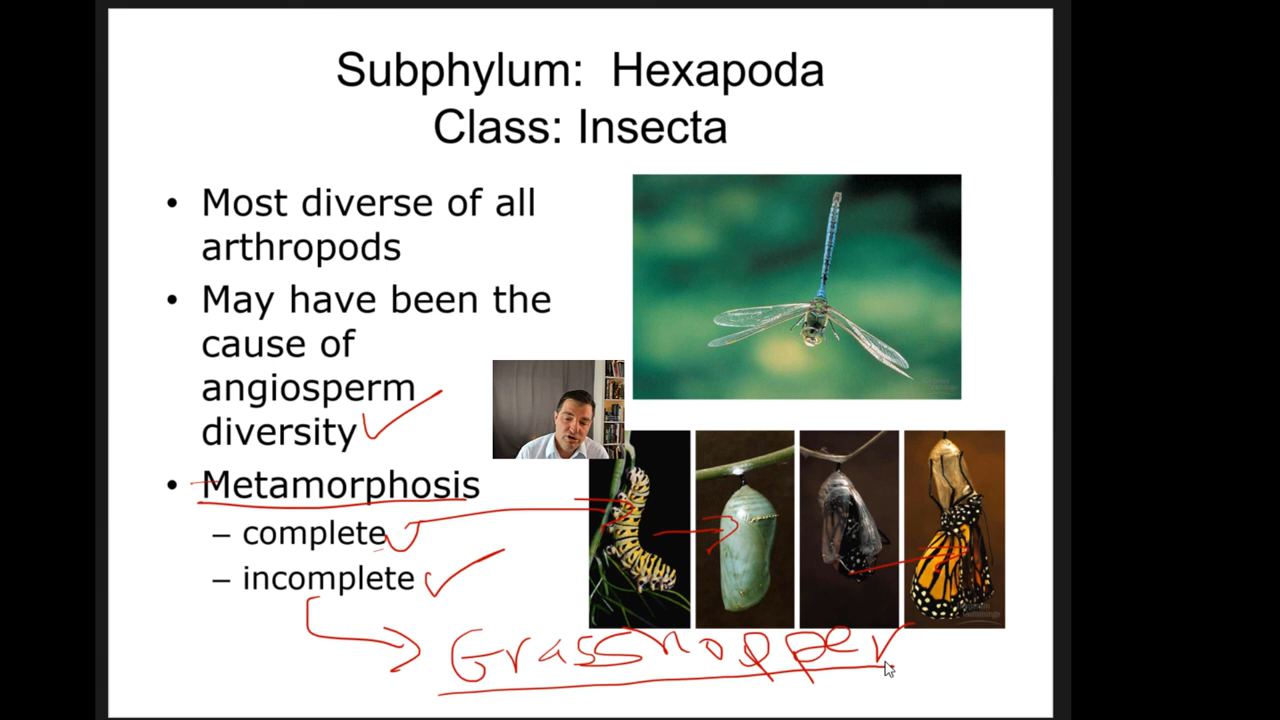 Subphylum: Hexapoda
Class: Insecta
• Most diverse of all
arthropods
• May have been the
cause of
angiosperm
diversity
• Metamorphosis
– complete
– incomplete
Grasshopper